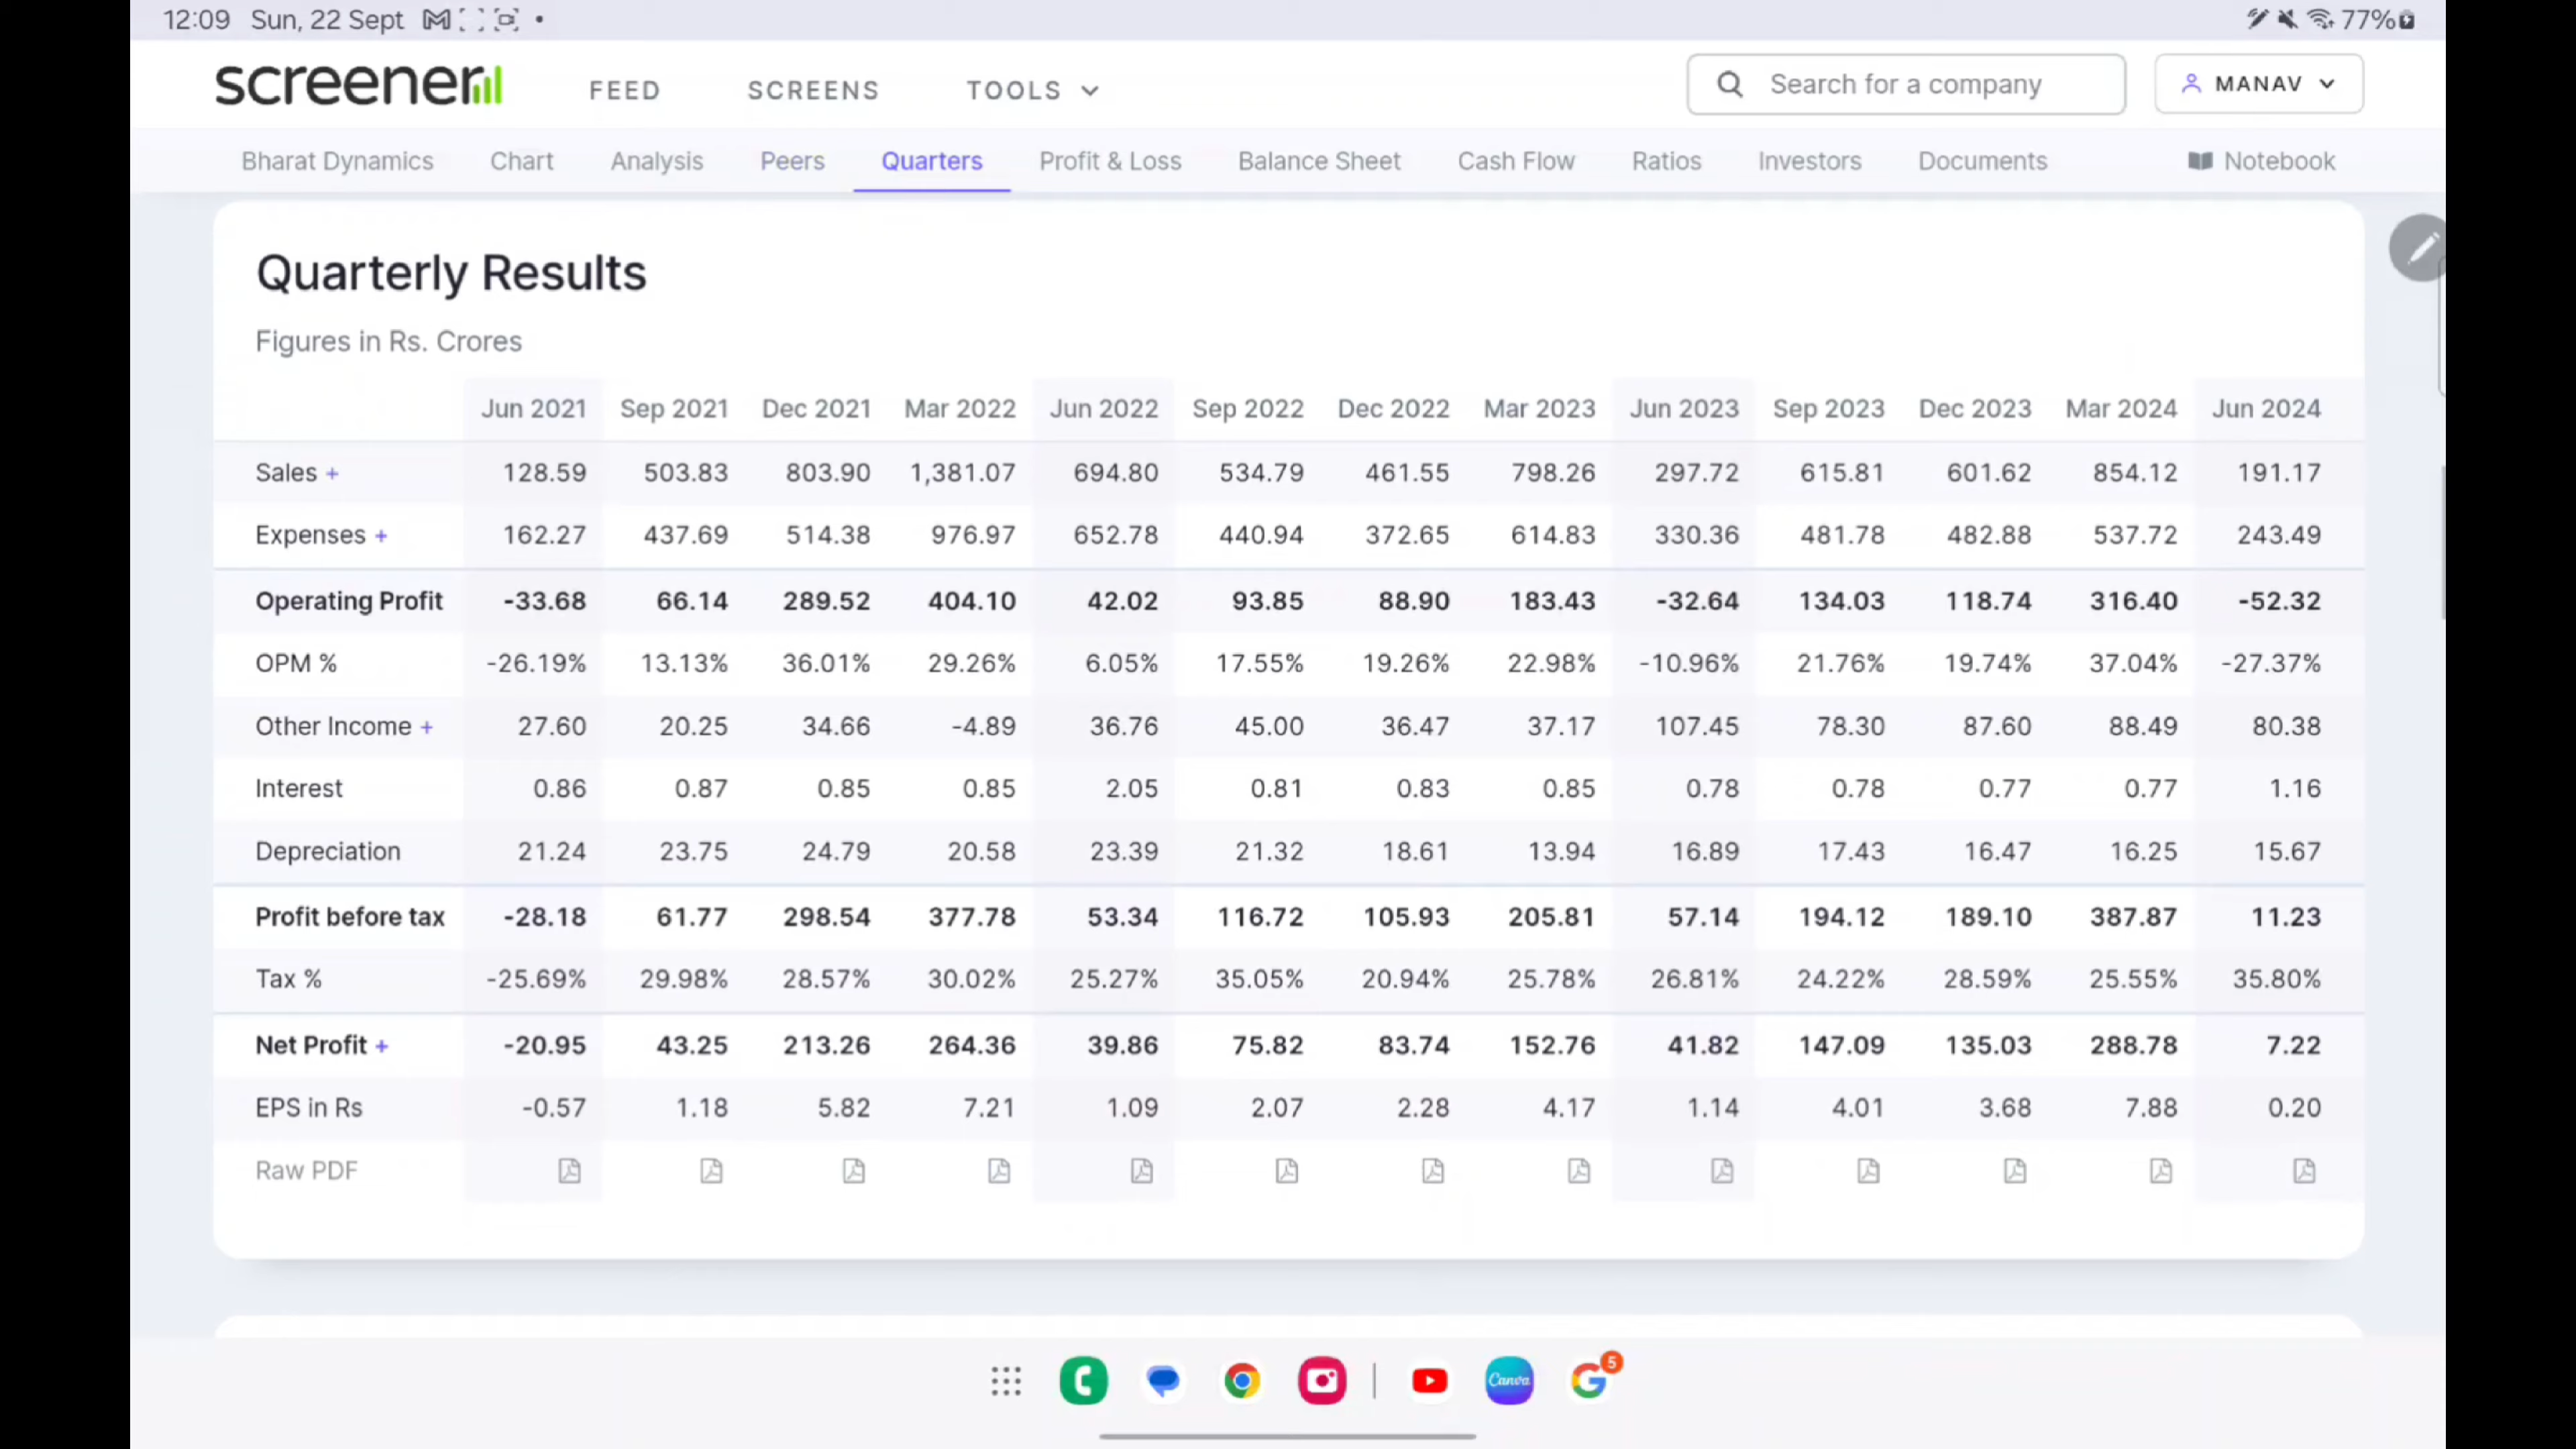 12:09 Sun, 22 Sept
77%
screener
FEED SCREENS TOOLS
Search for a company
MANAV
Bharat Dynamics Chart Analysis Peers Quarters Profit & Loss Balance Sheet Cash Flow Ratios Investors Documents Notebook
Quarterly Results
Figures in Rs. Crores
Jun 2021 Sep 2021 Dec 2021 Mar 2022 Jun 2022 Sep 2022 Dec 2022 Mar 2023 Jun 2023 Sep 2023 Dec 2023 Mar 2024 Jun 2024
Sales + 128.59 503.83 803.90 1,381.07 694.80 534.79 461.55 798.26 297.72 615.81 601.62 854.12 191.17
Expenses + 162.27 437.69 514.38 976.97 652.78 440.94 372.65 614.83 330.36 481.78 482.88 537.72 243.49
Operating Profit -33.68 66.14 289.52 404.10 42.02 93.85 88.90 183.43 -32.64 134.03 118.74 316.40 -52.32
OPM % -26.19% 13.13% 36.01% 29.26% 6.05% 17.55% 19.26% 22.98% -10.96% 21.76% 19.74% 37.04% -27.37%
Other Income + 27.60 20.25 34.66 -4.89 36.76 45.00 36.47 37.17 107.45 78.30 87.60 88.49 80.38
Interest 0.86 0.87 0.85 0.85 2.05 0.81 0.83 0.85 0.78 0.78 0.77 0.77 1.16
Depreciation 21.24 23.75 24.79 20.58 23.39 21.32 18.61 13.94 16.89 17.43 16.47 16.25 15.67
Profit before tax -28.18 61.77 298.54 377.78 53.34 116.72 105.93 205.81 57.14 194.12 189.10 387.87 11.23
Tax % -25.69% 29.98% 28.57% 30.02% 25.27% 35.05% 20.94% 25.78% 26.81% 24.22% 28.59% 25.55% 35.80%
Net Profit + -20.95 43.25 213.26 264.36 39.86 75.82 83.74 152.76 41.82 147.09 135.03 288.78 7.22
EPS in Rs -0.57 1.18 5.82 7.21 1.09 2.07 2.28 4.17 1.14 4.01 3.68 7.88 0.20
Raw PDF
Canva
5